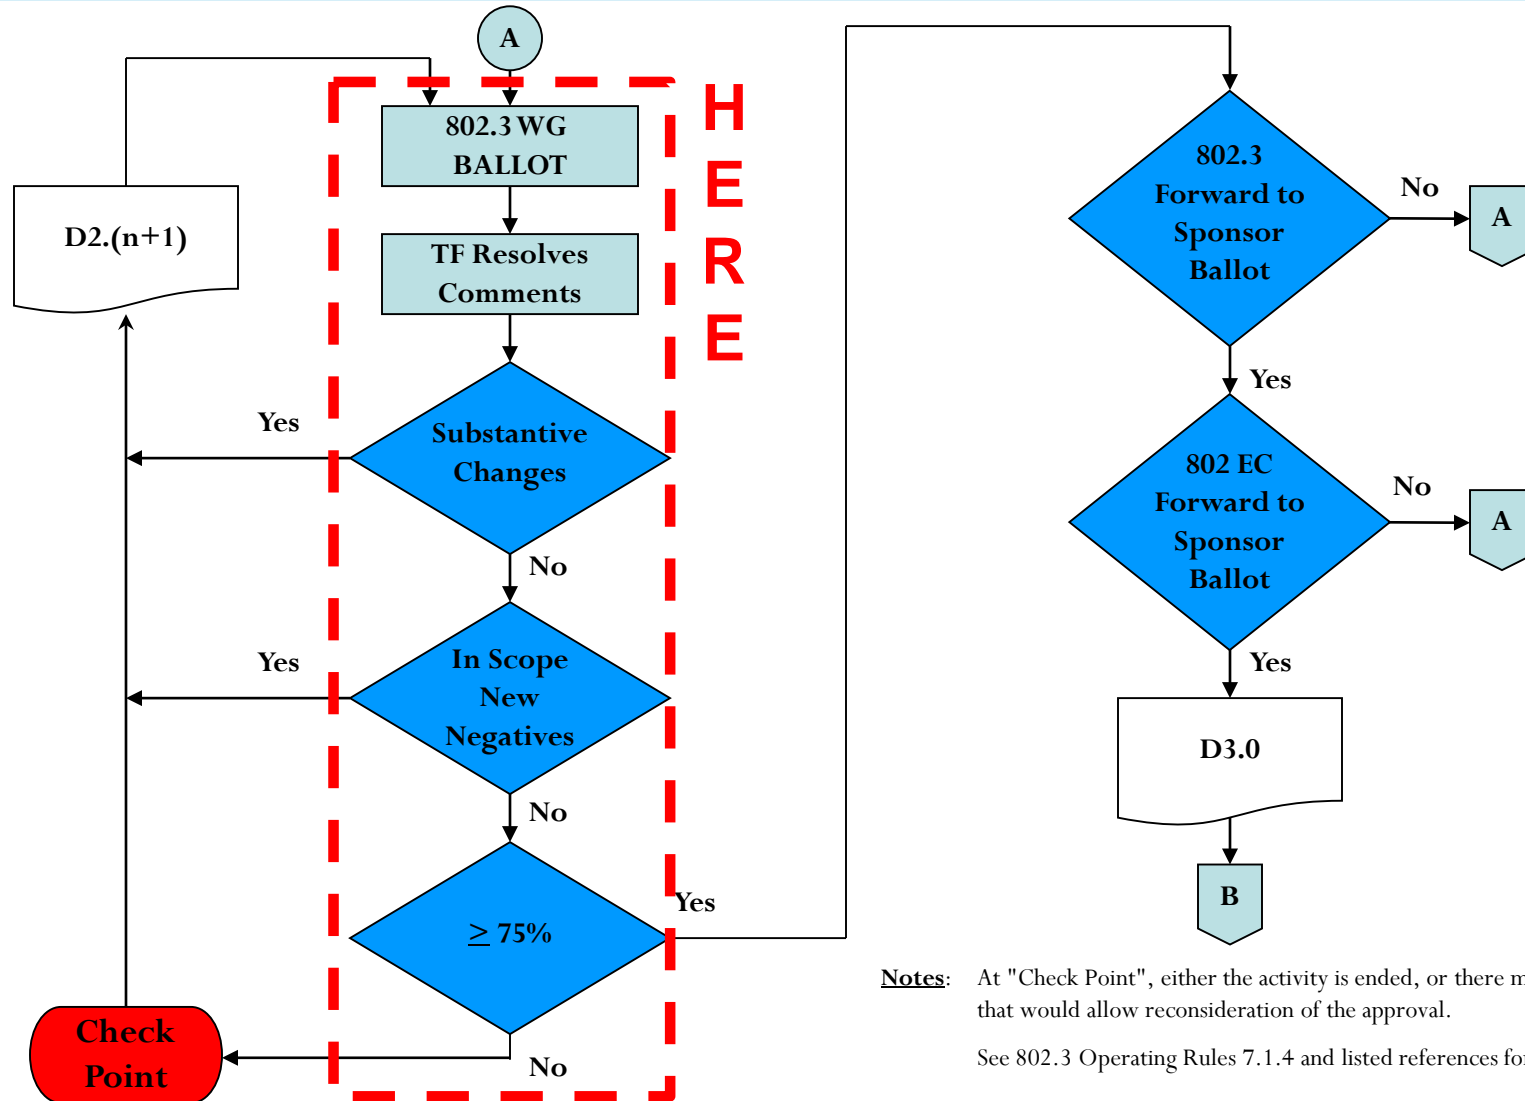 A
802.3 WG
BALLOT
H
E
R
E
D2.(n+1)
TF Resolves
Comments
Yes
Substantive
Changes
No
Yes
In Scope
New
Negatives
No
Yes
≥ 75%
Check
Point
No
802.3
Forward to
Sponsor
Ballot
No
A
Yes
802 EC
Forward to
Sponsor
Ballot
No
A
Yes
D3.0
B
Notes: At "Check Point", either the activity is ended, or there
that would allow reconsideration of the approval.
See 802.3 Operating Rules 7.1.4 and listed references for